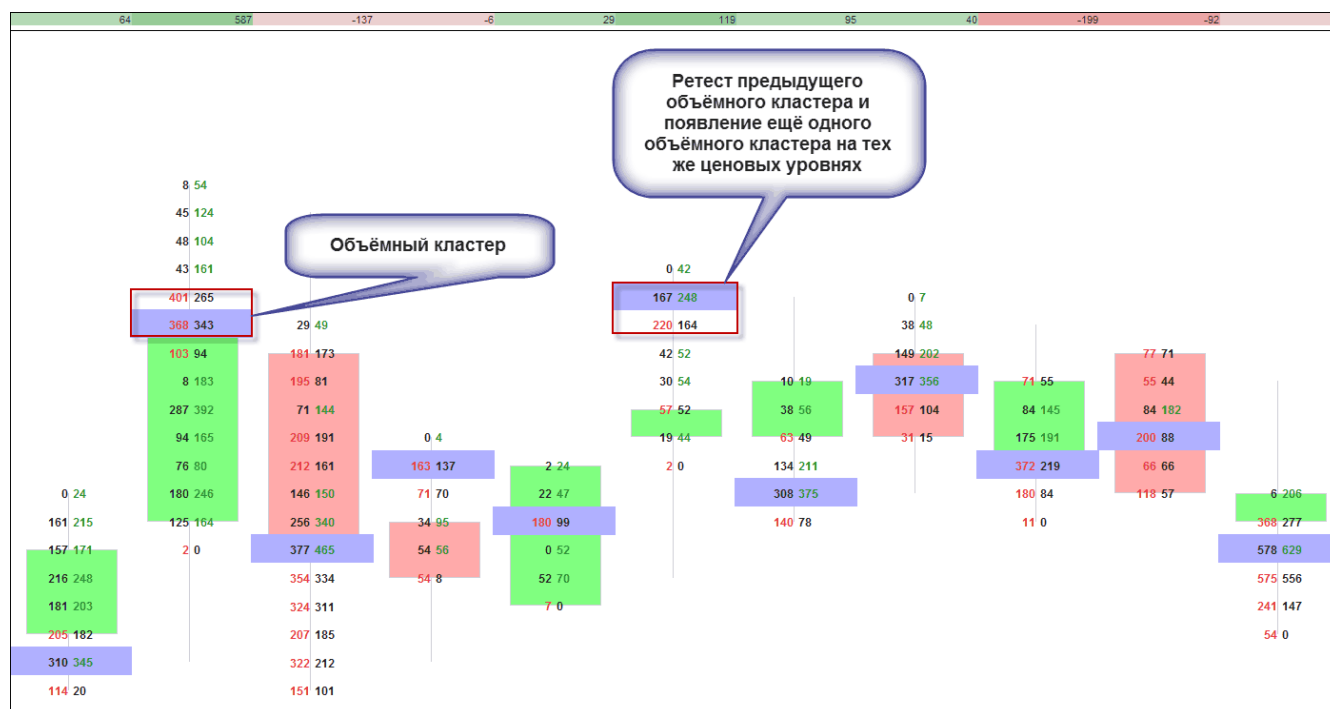 64 587 -137 -6 29 119 95 40 -199 -92
Ретест предыдущего
объёмного кластера и
появление ещё одного
объёмного кластера на тех
же ценовых уровнях
8 54
45 124
Объёмный кластер
48 104
43 161 0 42
401 265 167 248 0 7
368 343 29 49 220 164 38 48
103 94 181 173 42 52 149 202 77 71
8 183 195 81 30 54 10 19 317 356 71 55 55 44
287 392 71 144 57 52 38 56 157 104 84 145 84 182
94 165 209 191 0 4 19 44 63 49 31 15 175 191 200 88
76 80 212 161 163 137 2 24 2 0 134 211 372 219 66 66
0 24 180 246 146 150 71 70 22 47 308 375 180 84 118 57 6 206
161 215 125 164 256 340 34 95 180 99 140 78 11 0 368 277
157 171 2 0 377 465 54 56 0 52 578 629
216 248 354 334 54 8 52 70 575 556
181 203 324 311 7 0 241 147
205 182 207 185 54 0
310 345 322 212
114 20 151 101